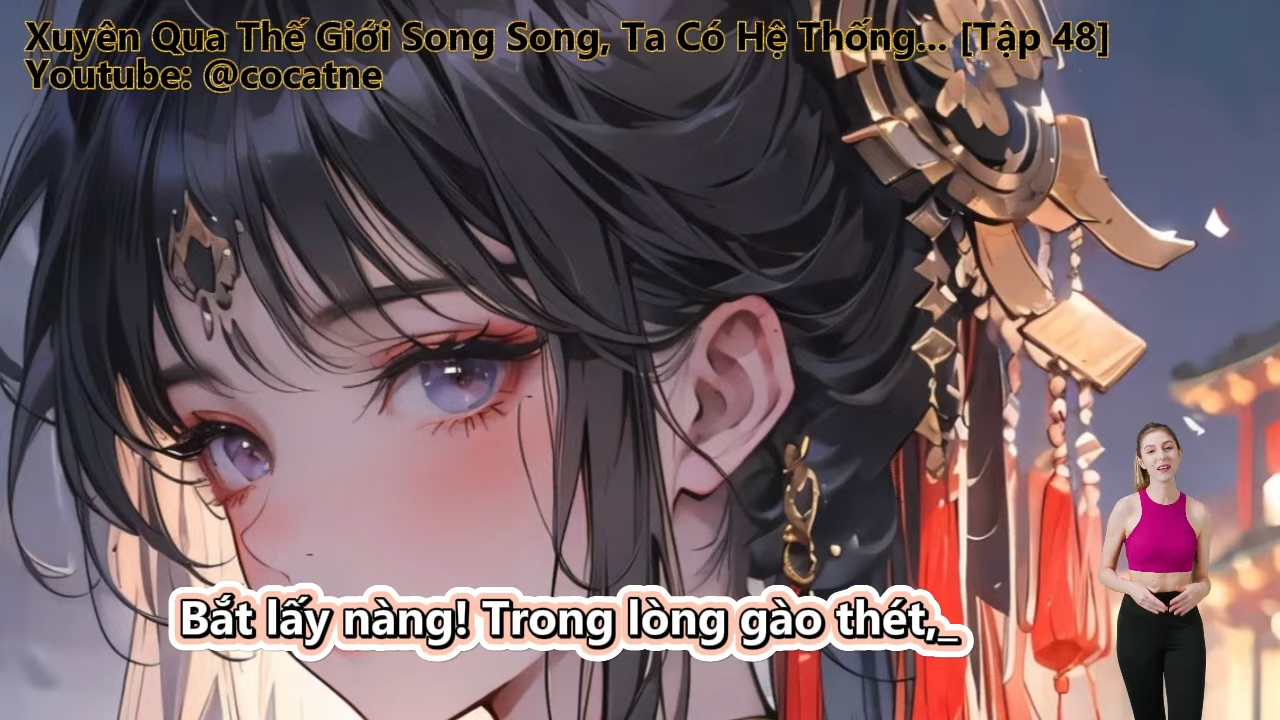 Xuyên Qua Thế Giới Song Song, Ta Có Hệ Thống... [Tập 48]
Youtube: @cocatne
Bắt lấy nàng! Trong lòng gào thét,_